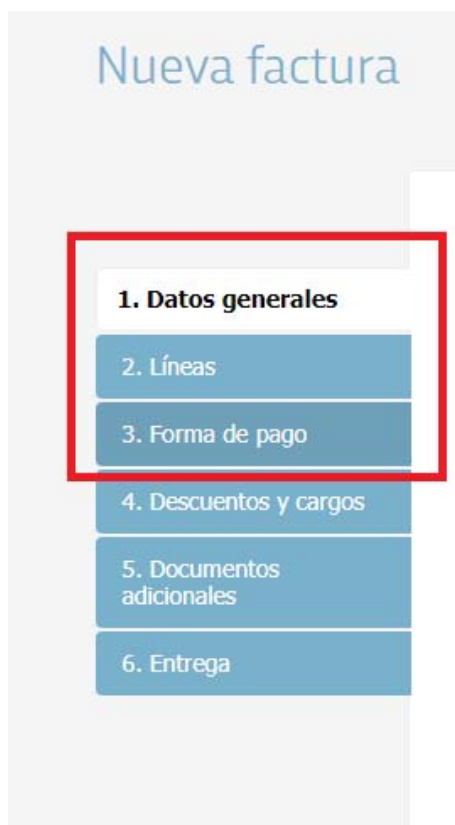 Nueva factura
1. Datos generales
2. Líneas
3. Forma de pago
4. Descuentos y cargos
5. Documentos
adicionales
6. Entrega